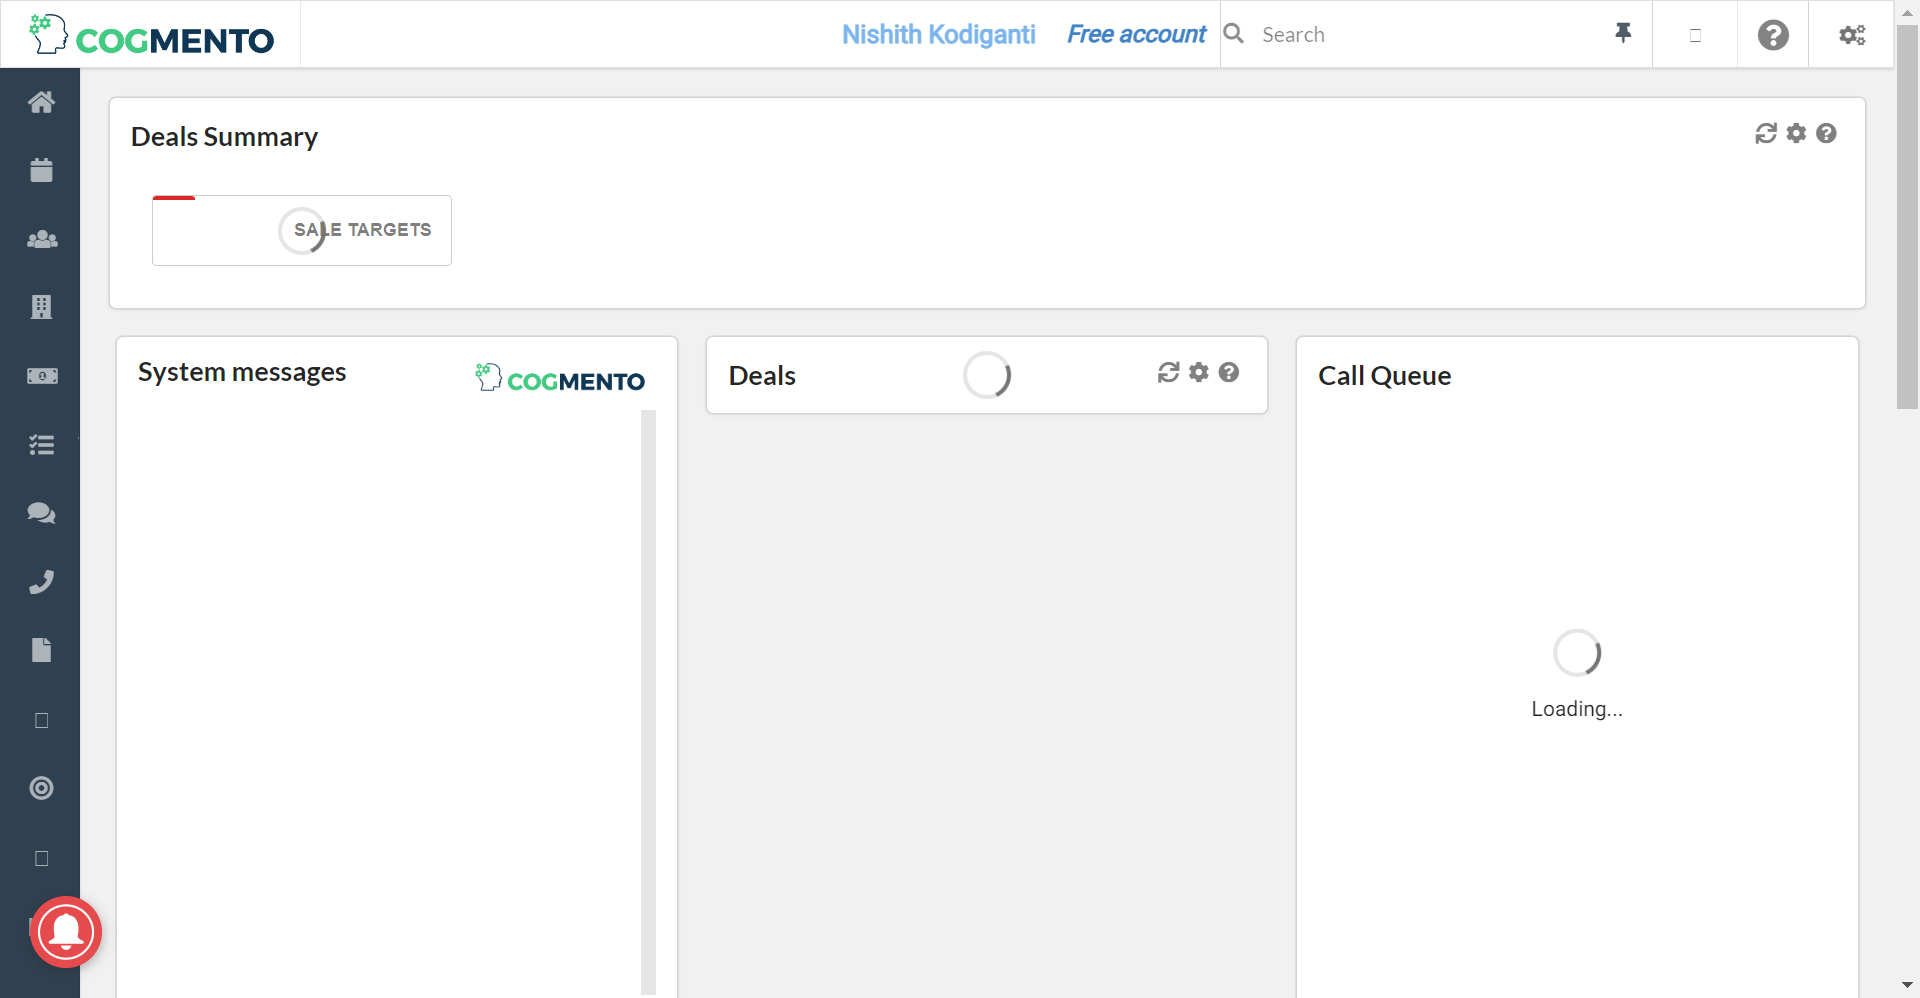 COGMENTO
Nishith Kodiganti
Free account
Search
Deals Summary
SALE TARGETS
System messages
COGMENTO
Deals
Call Queue
Loading...